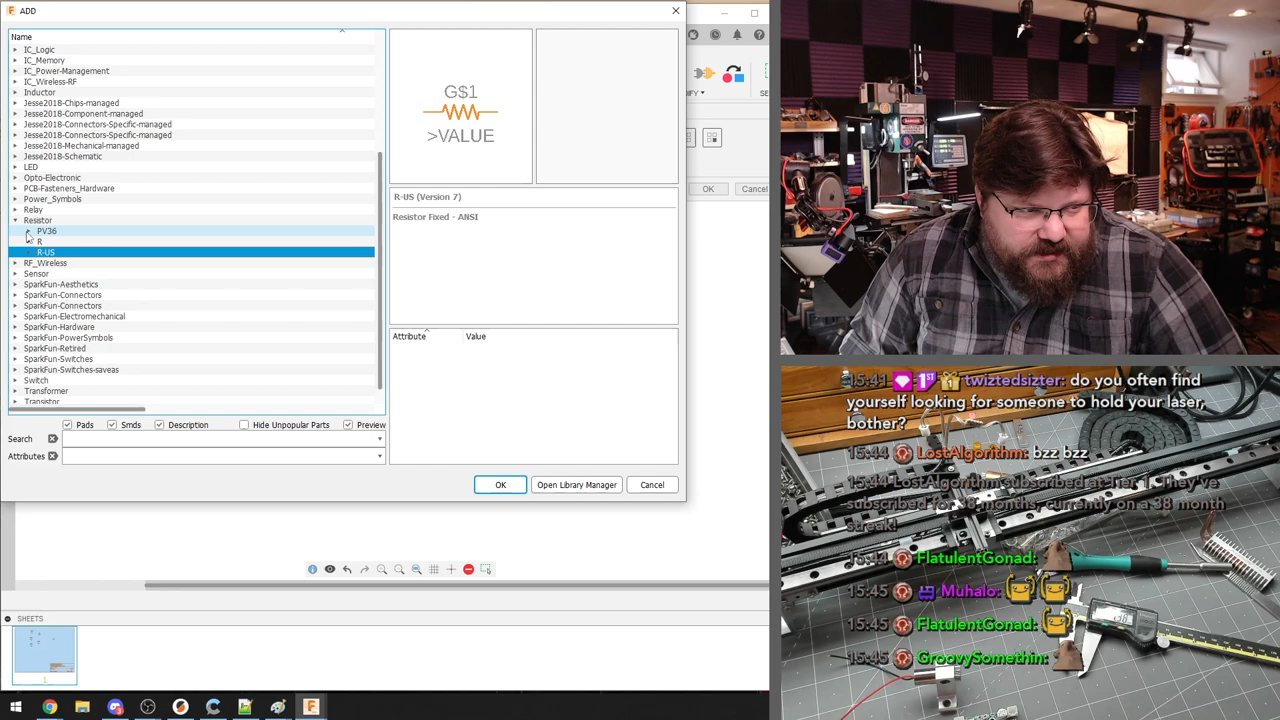 ADD
Name
IC_Logic
IC_Memory
IC_Power-Management
IC_Wireless-RF
Inductor
Jesse2018-Chips-managed
Jesse2018-Component-managed
Jesse2018-Connectors-Specific-managed
Jesse2018-Connectors-Specific-managed
Jesse2018-Mechanical-managed
Jesse2018-Schematic
LED
Opto-Electronic
PCB-Fasteners_Hardware
Power_Symbols
Relay
Resistor
PV36
R
R-US
RF_Wireless
Sensor
SparkFun-Aesthetics
SparkFun-Connectors
SparkFun-Connectors
SparkFun-Electromechanical
SparkFun-Hardware
SparkFun-PowerSymbols
SparkFun-Retired
SparkFun-Switches
SparkFun-Switches-saveas
Switch
Transformer
Transistor
G$1
>VALUE
R-US (Version 7)
Resistor Fixed - ANSI
Attribute Value
Pads Smds Description Hide Unpopular Parts Preview
Search
Attributes
OK Open Library Manager Cancel
OK Cancel
SHEETS
1
15:41 twiztedsizter: do you often find
yourself looking for someone to hold your laser,
bother?
15:44 LostAlgorithm: bzz bzz
15:44 LostAlgorithm subscribed at Tier 1. They've
subscribed for 38 months, currently on a 38 month
streak!
15:44 FlatulentGonad:
15:45 Muhalo:
15:45 FlatulentGonad:
15:45 GroovySomethin: